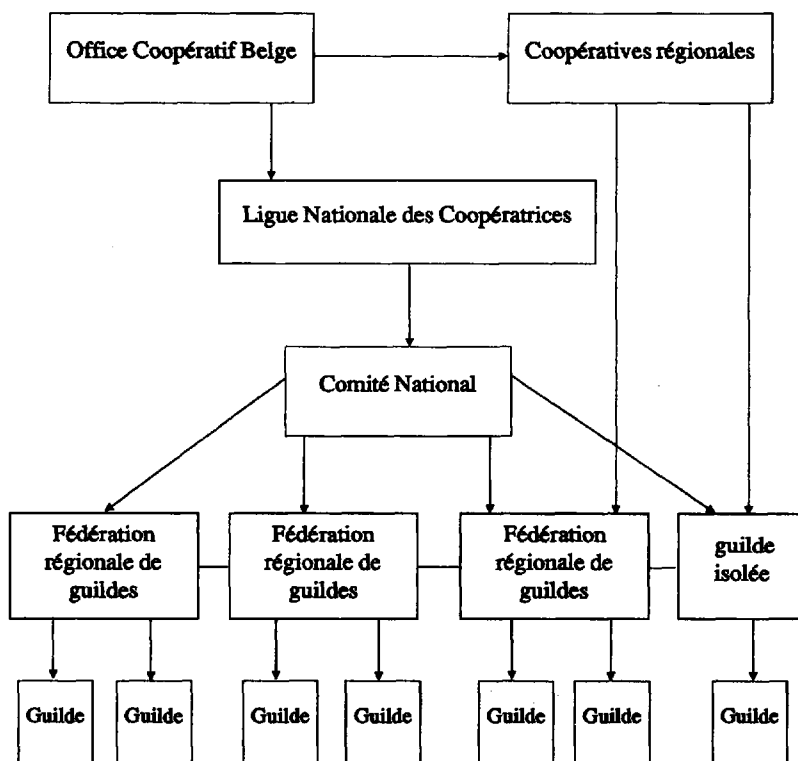 Office Coopératif Belge
Coopératives régionales
Ligue Nationale des Coopératrices
Comité National
Fédération
régionale de
guildes
Fédération
régionale de
guildes
Fédération
régionale de
guildes
guilde
isolée
Guilde
Guilde
Guilde
Guilde
Guilde
Guilde
Guilde